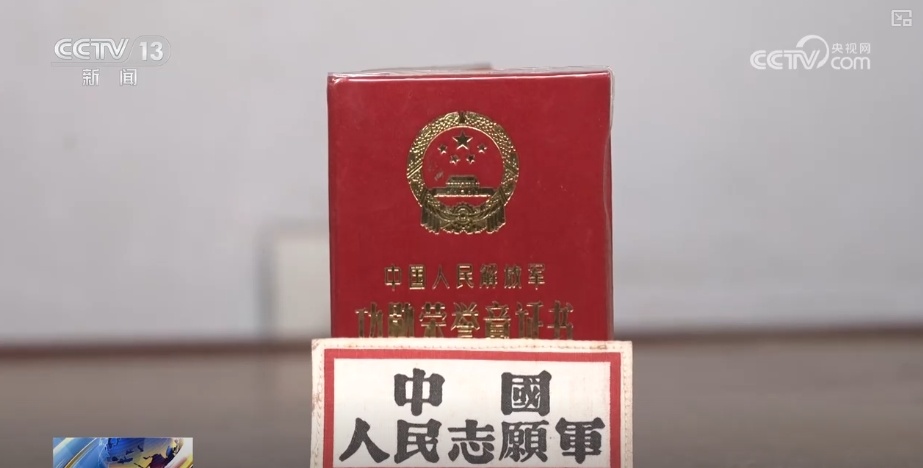 CCTV 13
新闻
CCTV 央视网
com
中国人民解放军
功勋荣誉章证书
中 國
人民志願軍